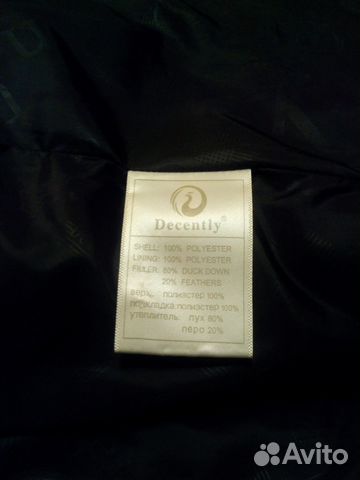 Decently®
SHELL: 100% POLYESTER
LINING: 100% POLYESTER
FILLER: 80% DUCK DOWN
20% FEATHERS
верх: полиэстер 100%
подкладка: полиэстер 100%
утеплитель: пух 80%
перо 20%
Avito